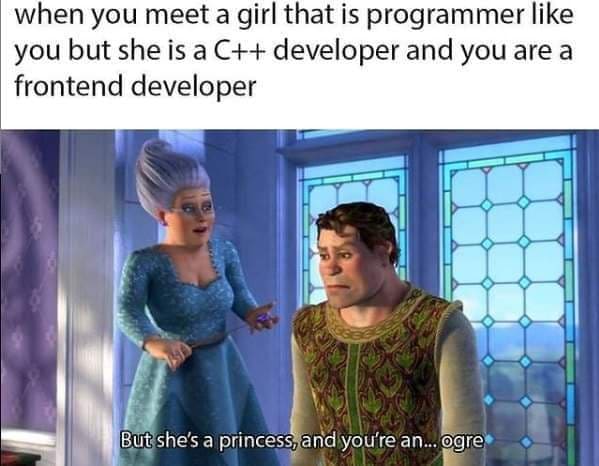 when you meet a girl that is programmer like
you but she is a C++ developer and you are a
frontend developer
But she's a princess, and you're an... ogre